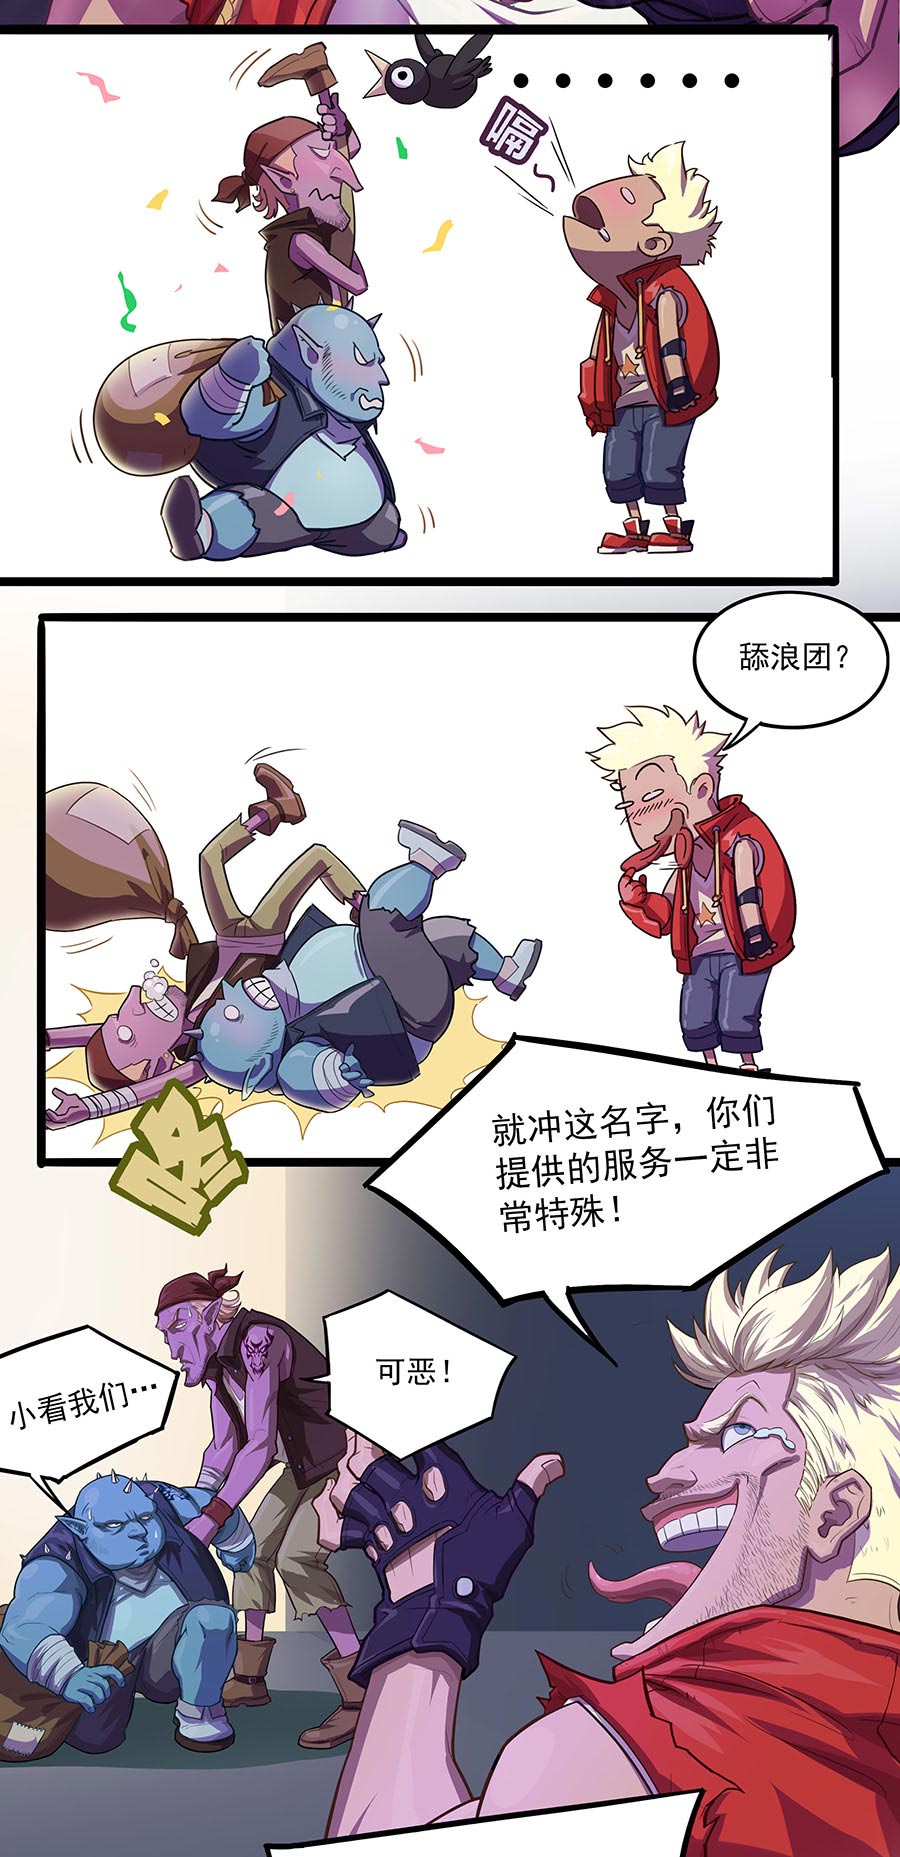 ••••••
嗝~
舔浪团？
就冲这名字，你们
提供的服务一定非
常特殊！
可恶！
小看我们…